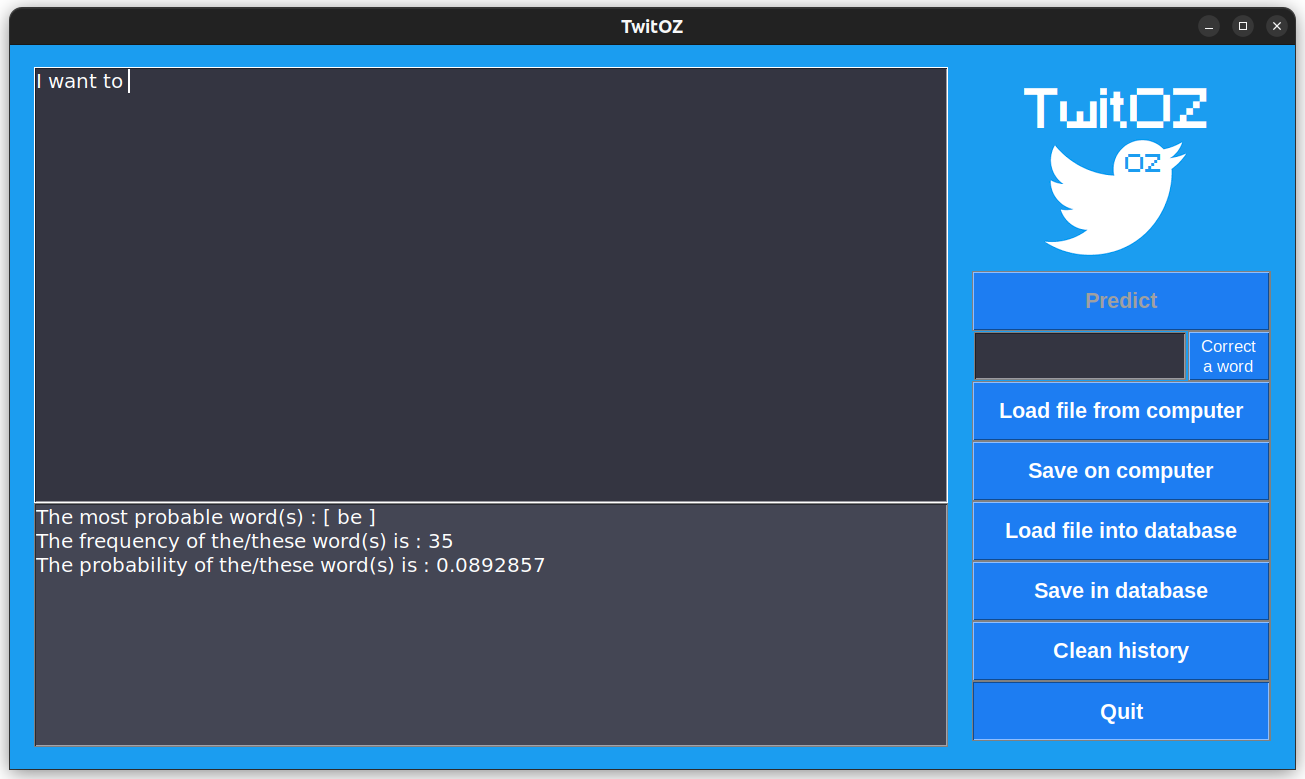 TwitOZ
I want to
The most probable word(s) : [ be ]
The frequency of the/these word(s) is : 35
The probability of the/these word(s) is : 0.0892857
TwitOZ
OZ
Predict
Correct
a word
Load file from computer
Save on computer
Load file into database
Save in database
Clean history
Quit